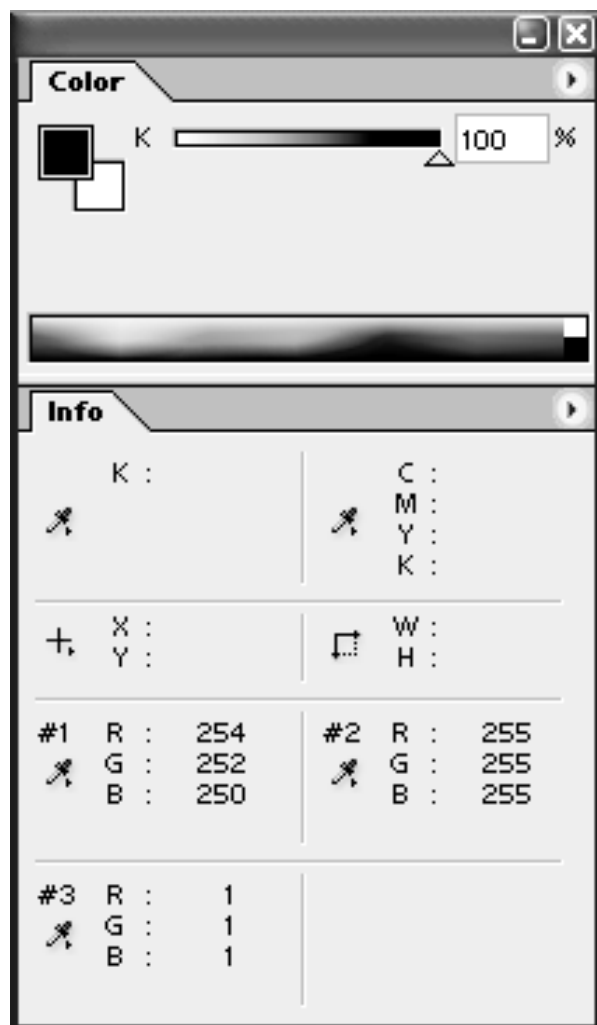 Color
K 100 %
Info
K :
C :
M :
Y :
K :
X :
Y :
W :
H :
#1 R : 254
G : 252
B : 250
#2 R : 255
G : 255
B : 255
#3 R : 1
G : 1
B : 1